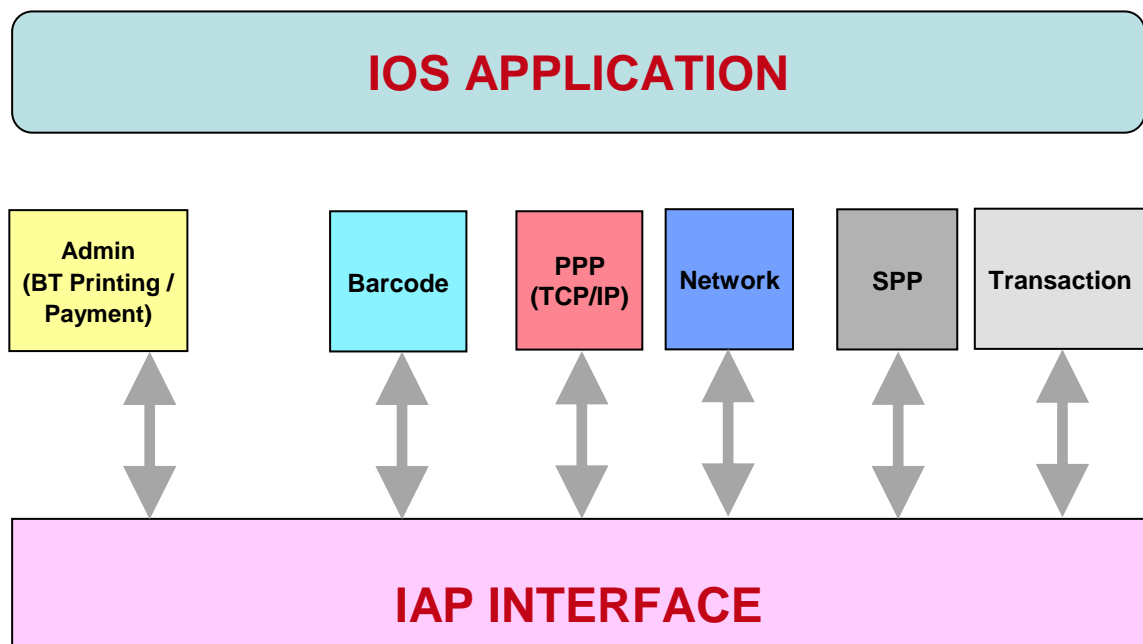 IOS APPLICATION
Admin
(BT Printing /
Payment)
Barcode
PPP
(TCP/IP)
Network
SPP
Transaction
IAP INTERFACE